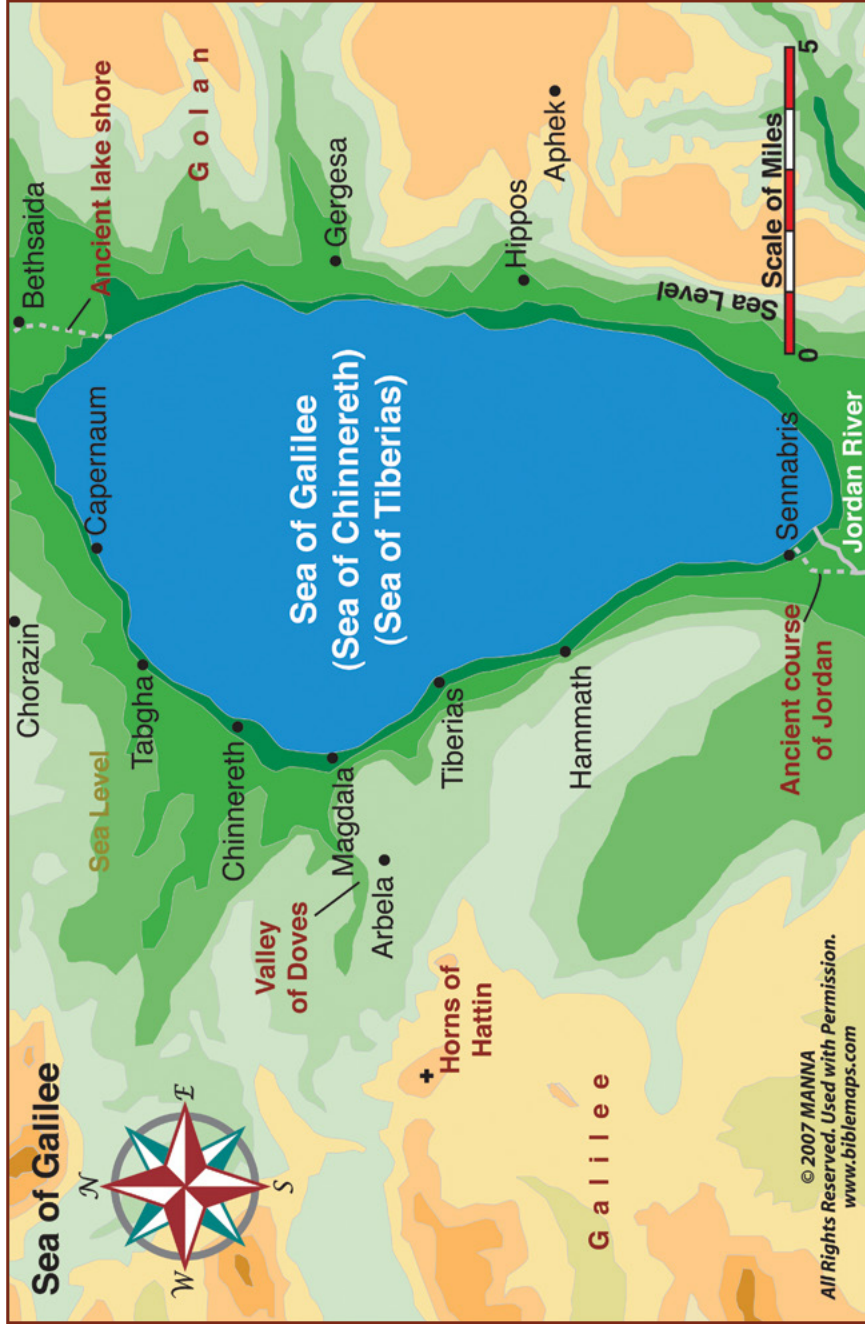 Sea of Galilee
N
E
S
W
Chorazin
Bethsaida
Ancient lake shore
Golan
Capernaum
Tabgha
Sea Level
Chinnereth
Magdala
Valley
of Doves
Arbela
Gergesa
Sea of Galilee
(Sea of Chinnereth)
(Sea of Tiberias)
Horns of
Hattin
Tiberias
Hippos
Aphek
Hammath
Galilee
Sea Level
Scale of Miles
0
5
Sennabris
Ancient course
of Jordan
Jordan River
© 2007 MANNA
All Rights Reserved. Used with Permission.
www.biblemaps.com